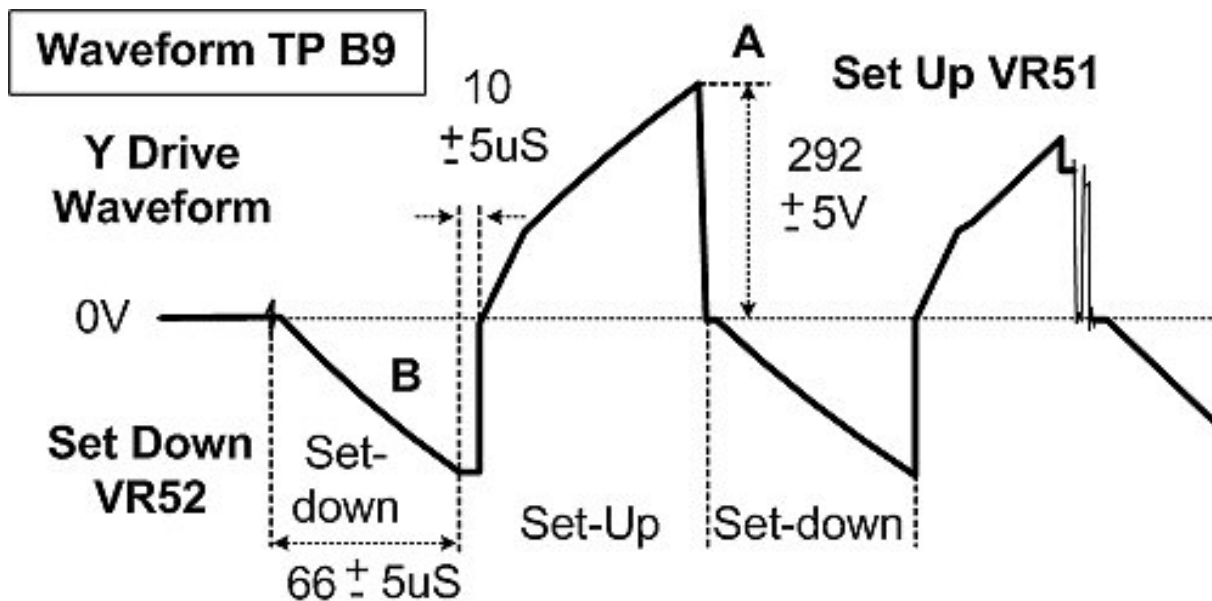 Waveform TP B9
A
Set Up VR51
10
± 5uS
Y Drive
Waveform
292
± 5V
0V
B
Set Down
VR52
Set-
down
Set-Up
Set-down
66 ± 5uS